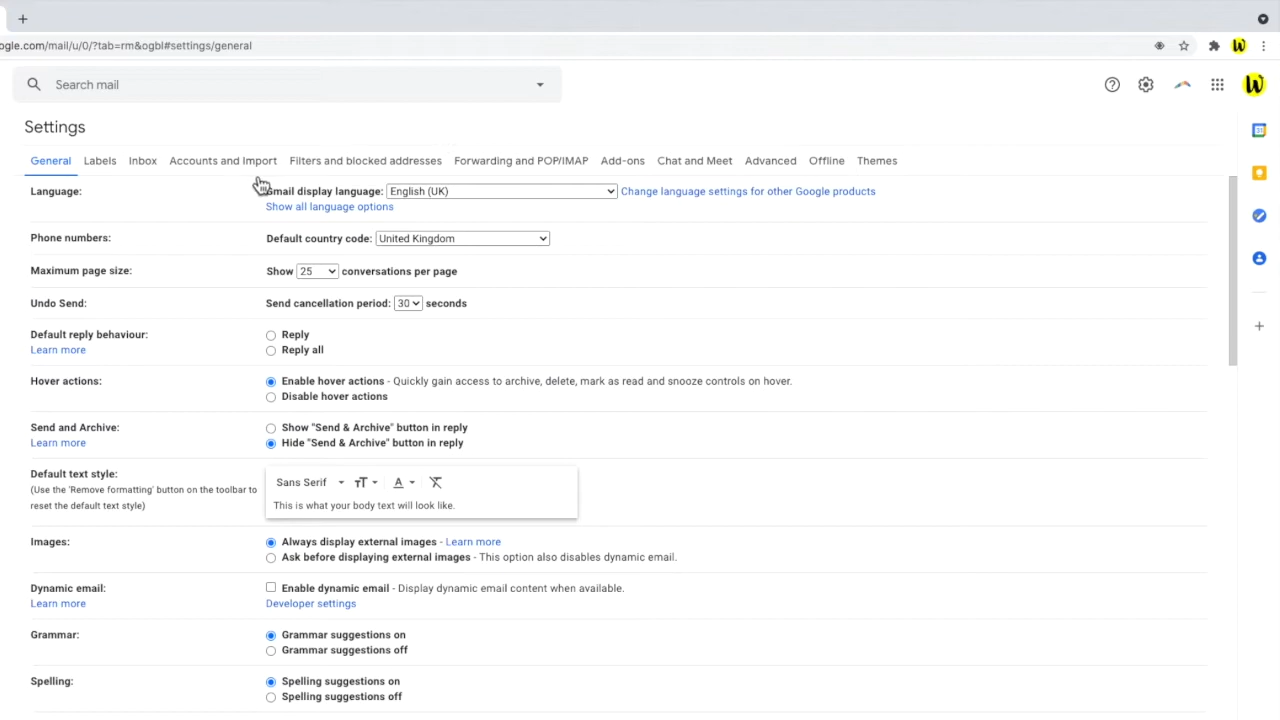 ogle.com/mail/u/0/?tab=rm&ogbl#settings/general
Search mail
Settings
General Labels Inbox Accounts and Import Filters and blocked addresses Forwarding and POP/IMAP Add-ons Chat and Meet Advanced Offline Themes
Language: Gmail display language: English (UK) Change language settings for other Google products
Show all language options
Phone numbers: Default country code: United Kingdom
Maximum page size: Show 25 conversations per page
Undo Send: Send cancellation period: 30 seconds
Default reply behaviour: Reply
Learn more Reply all
Hover actions: Enable hover actions - Quickly gain access to archive, delete, mark as read and snooze controls on hover.
Disable hover actions
Send and Archive: Show "Send & Archive" button in reply
Learn more Hide "Send & Archive" button in reply
Default text style:
(Use the 'Remove formatting' button on the toolbar to
reset the default text style)
Sans Serif
This is what your body text will look like.
Images: Always display external images - Learn more
Ask before displaying external images - This option also disables dynamic email.
Dynamic email: Enable dynamic email - Display dynamic email content when available.
Learn more Developer settings
Grammar: Grammar suggestions on
Grammar suggestions off
Spelling: Spelling suggestions on
Spelling suggestions off